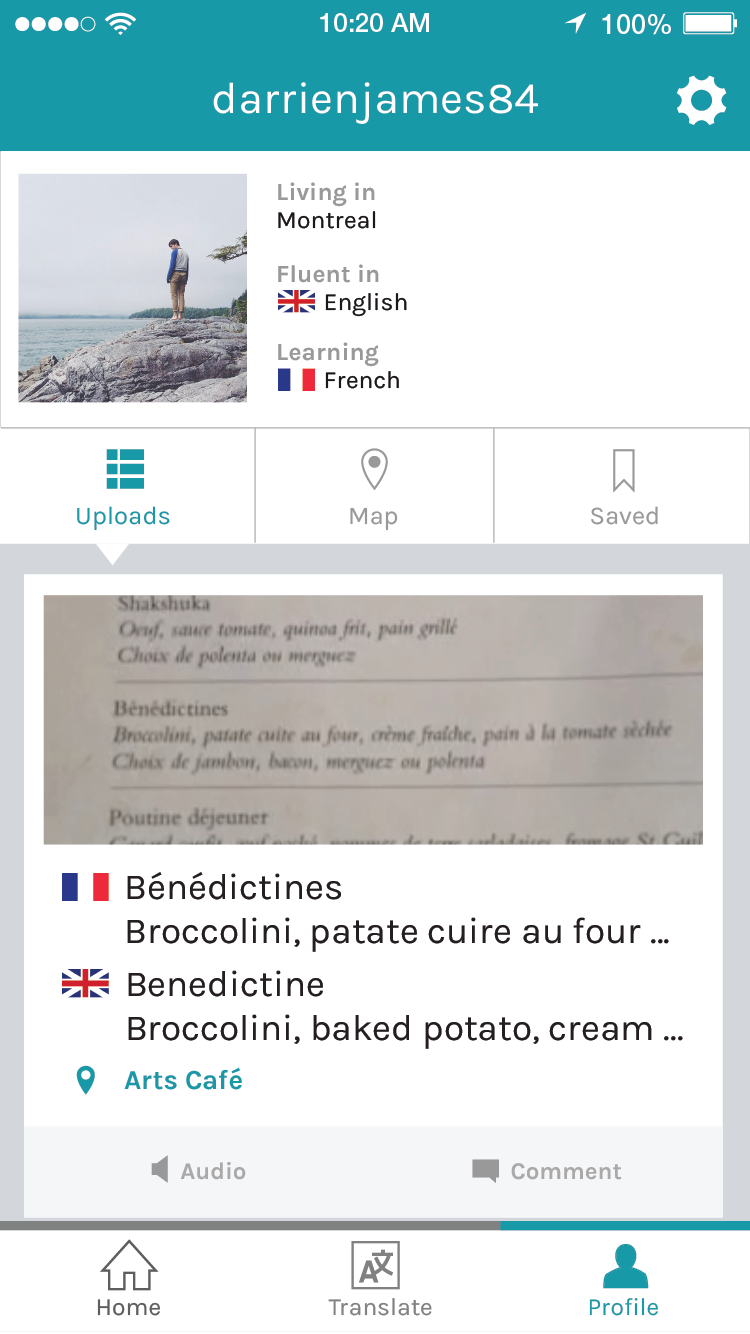 10:20 AM
100%
darrienjames84
Living in
Montreal
Fluent in
English
Learning
French
Uploads
Map
Saved
Shakshuka
Oeuf, sauce tomate, quinoa frit, pain grillé
Choix de polenta ou merguez
Bénédictines
Broccolini, patate cuite au four, crème fraîche, pain à la tomate sèchée
Choix de jambon, bacon, merguez ou polenta
Poutine déjeuner
Bénédictines
Broccolini, patate cuire au four ...
Benedictine
Broccolini, baked potato, cream ...
Arts Café
Audio
Comment
Home
Translate
Profile